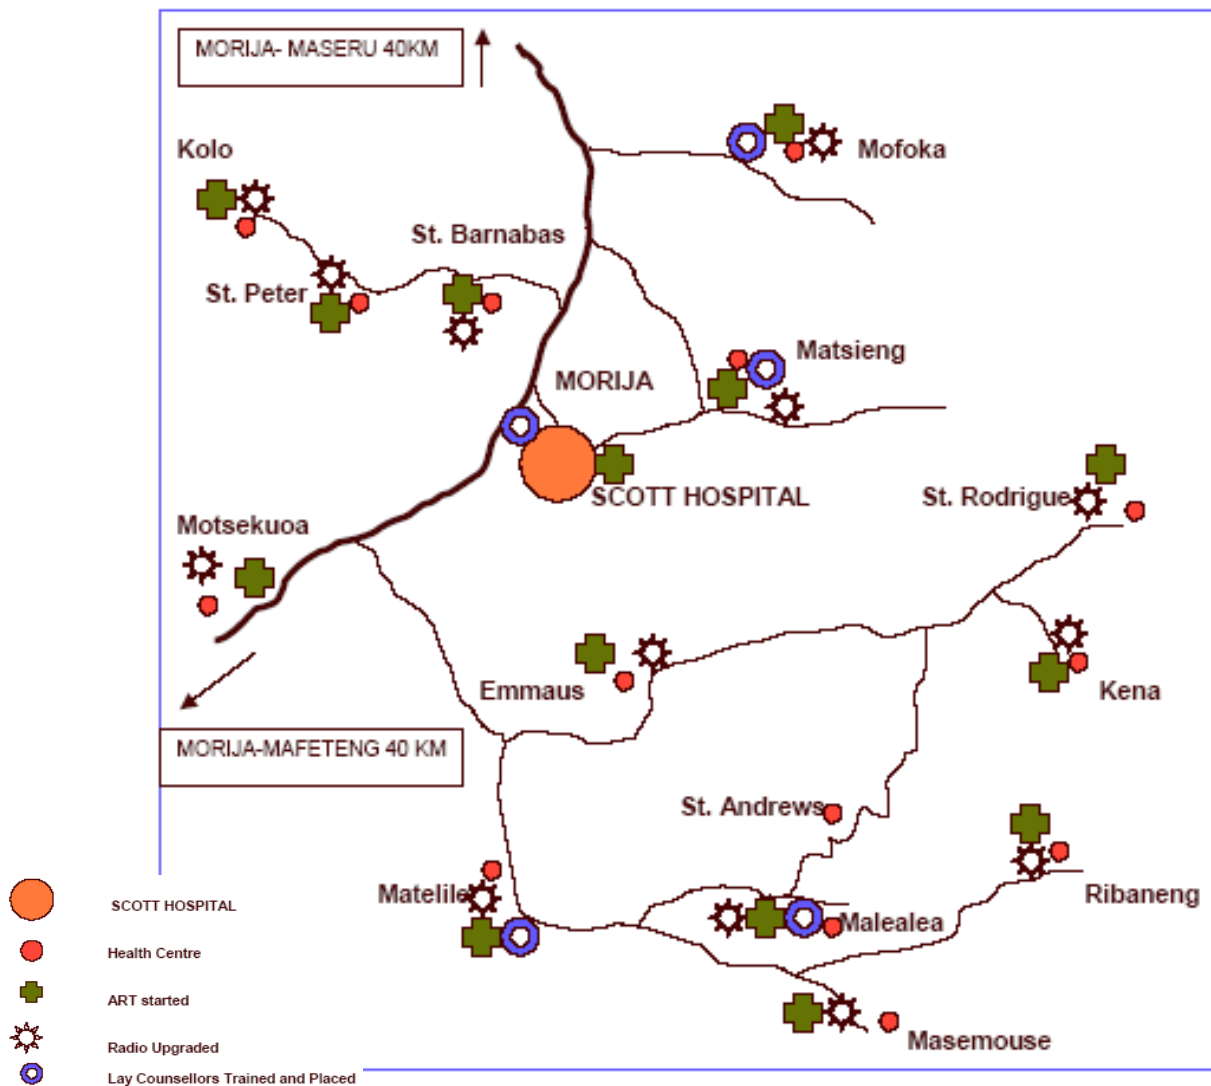 MORIJA- MASERU 40KM
Kolo
Mofoka
St. Barnabas
St. Peter
Matsieng
MORIJA
SCOTT HOSPITAL
St. Rodrigue
Motsekuoa
Emmaus
Kena
MORIJA-MAFETENG 40 KM
St. Andrews
Matelile
Ribaneng
Malealea
Masemouse
SCOTT HOSPITAL
Health Centre
ART started
Radio Upgraded
Lay Counsellors Trained and Placed